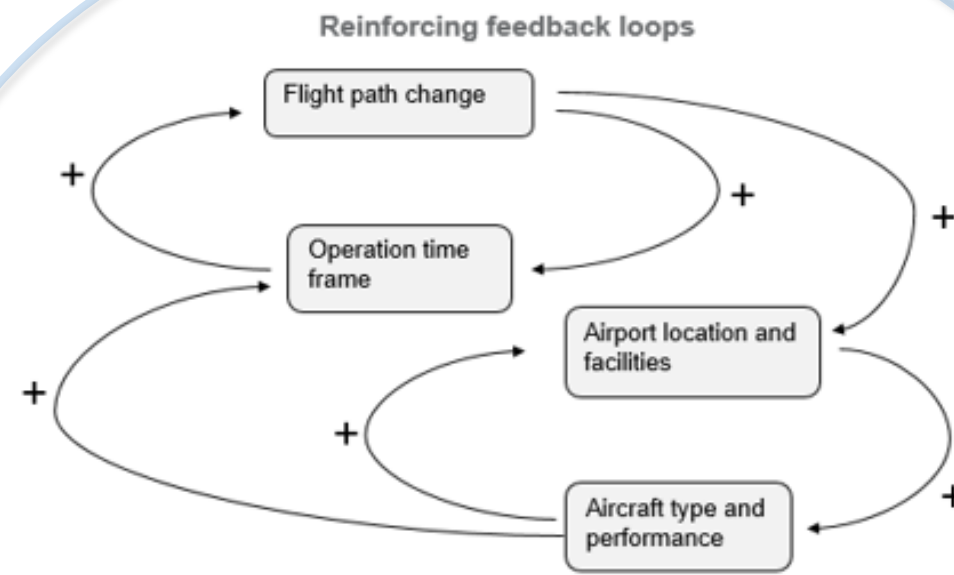 Reinforcing feedback loops
Flight path change
+
+
+
Operation time
frame
Airport location and
facilities
+
+
+
Aircraft type and
performance